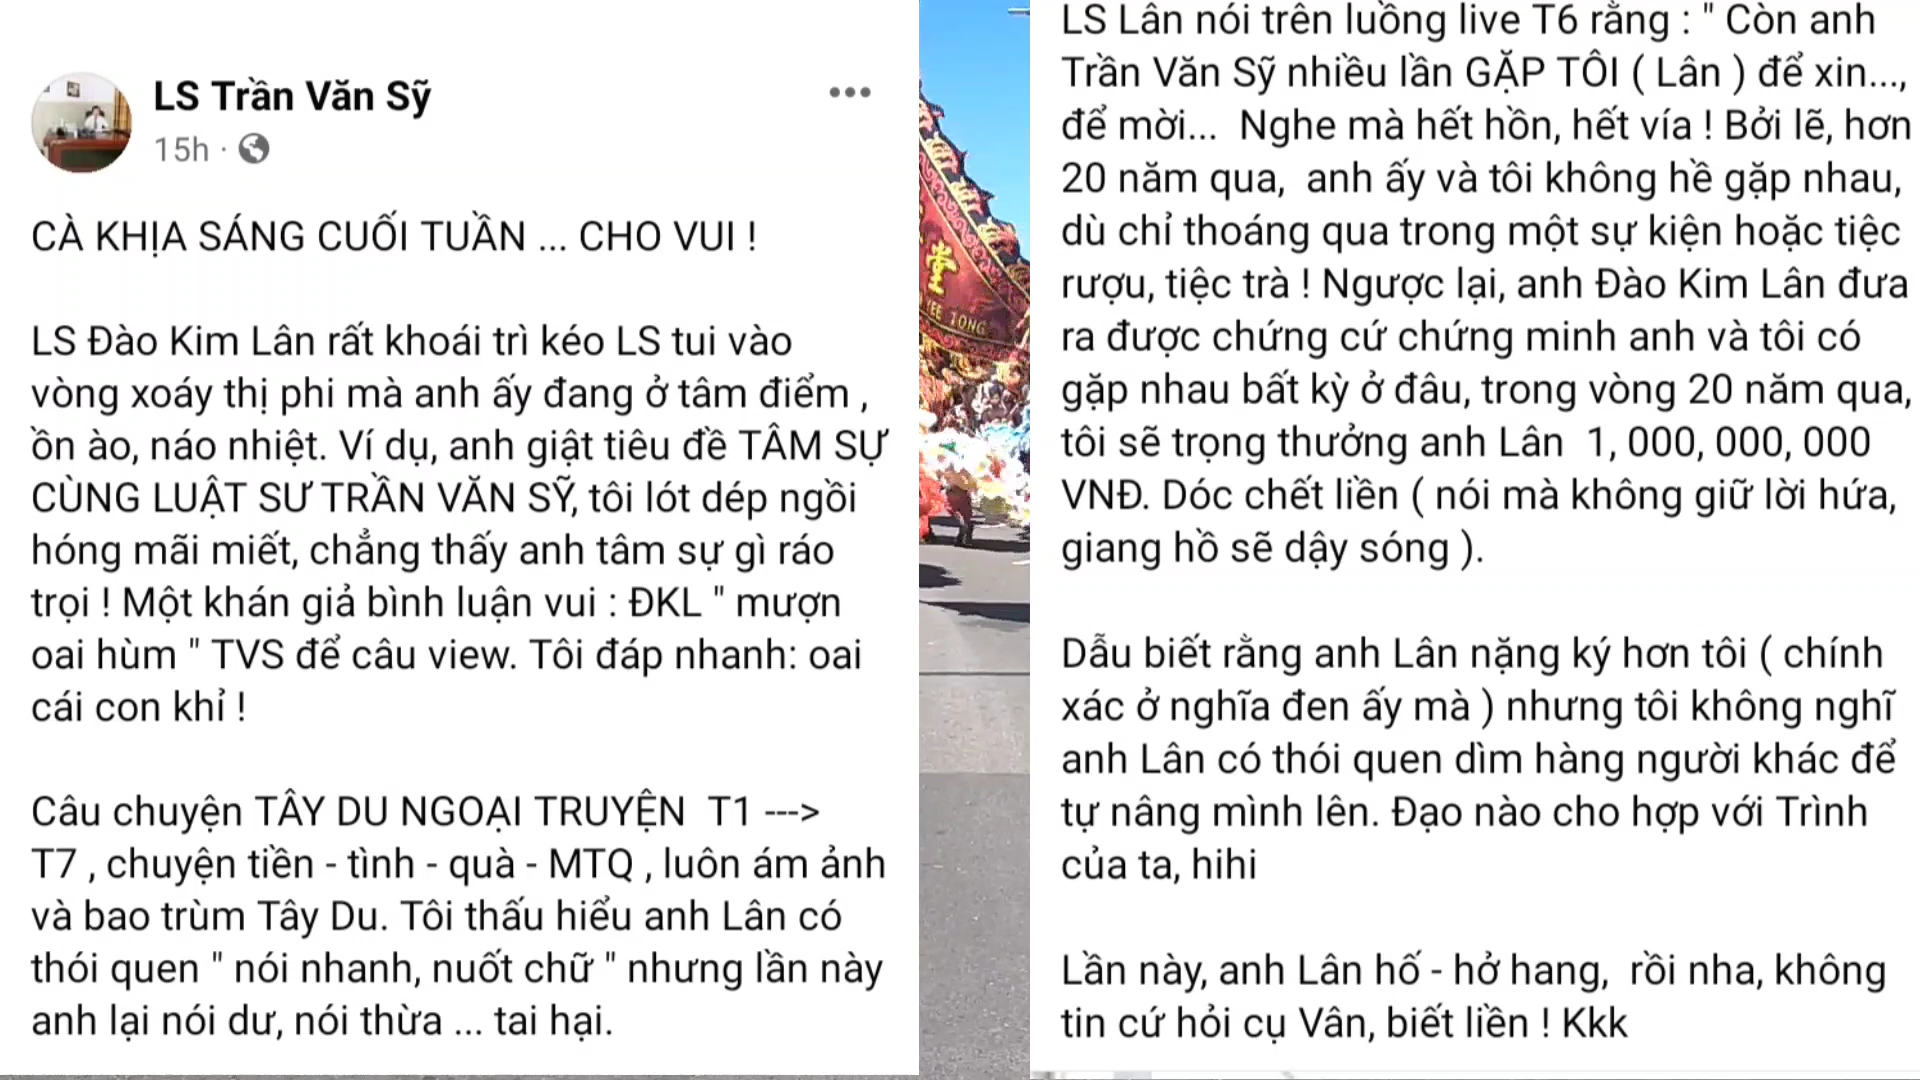 LS Trần Văn Sỹ
15h ·
CÀ KHỊA SÁNG CUỐI TUẦN ... CHO VUI !
LS Đào Kim Lân rất khoái trì kéo LS tui vào
vòng xoáy thị phi mà anh ấy đang ở tâm điểm ,
ồn ào, náo nhiệt. Ví dụ, anh giật tiêu đề TÂM SỰ
CÙNG LUẬT SƯ TRẦN VĂN SỸ, tôi lót dép ngồi
hóng mãi miết, chẳng thấy anh tâm sự gì ráo
trọi ! Một khán giả bình luận vui : ĐKL " mượn
oai hùm " TVS để câu view. Tôi đáp nhanh: oai
cái con khỉ !
Câu chuyện TÂY DU NGOẠI TRUYỆN  T1 --->
T7 , chuyện tiền - tình - quà - MTQ , luôn ám ảnh
và bao trùm Tây Du. Tôi thấu hiểu anh Lân có
thói quen " nói nhanh, nuốt chữ " nhưng lần này
anh lại nói dư, nói thừa ... tai hại.
堂
EE TONG
LS Lân nói trên luồng live T6 rằng : " Còn anh
Trần Văn Sỹ nhiều lần GẶP TÔI ( Lân ) để xin...,
để mời...  Nghe mà hết hồn, hết vía ! Bởi lẽ, hơn
20 năm qua,  anh ấy và tôi không hề gặp nhau,
dù chỉ thoáng qua trong một sự kiện hoặc tiệc
rượu, tiệc trà ! Ngược lại, anh Đào Kim Lân đưa
ra được chứng cứ chứng minh anh và tôi có
gặp nhau bất kỳ ở đâu, trong vòng 20 năm qua,
tôi sẽ trọng thưởng anh Lân  1, 000, 000, 000
VNĐ. Dóc chết liền ( nói mà không giữ lời hứa,
giang hồ sẽ dậy sóng ).
Dẫu biết rằng anh Lân nặng ký hơn tôi ( chính
xác ở nghĩa đen ấy mà ) nhưng tôi không nghĩ
anh Lân có thói quen dìm hàng người khác để
tự nâng mình lên. Đạo nào cho hợp với Trình
của ta, hihi
Lần này, anh Lân hố - hở hang,  rồi nha, không
tin cứ hỏi cụ Vân, biết liền ! Kkk